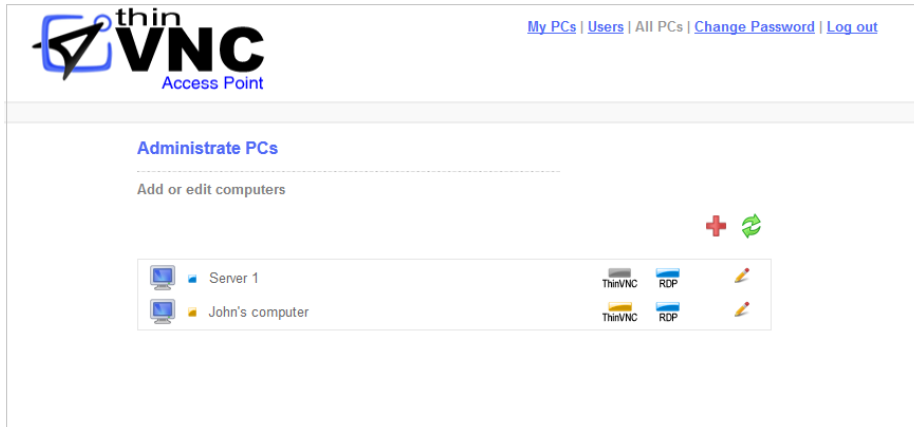 thin
VNC
Access Point
My PCs | Users | All PCs | Change Password | Log out
Administrate PCs
Add or edit computers
Server 1 ThinVNC RDP
John's computer ThinVNC RDP